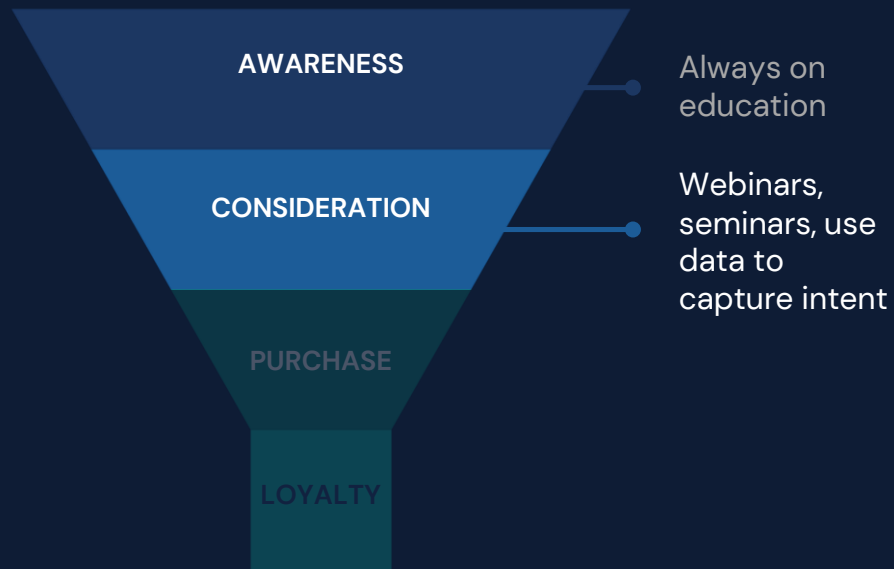 AWARENESS
Always on
education
CONSIDERATION
Webinars,
seminars, use
data to
capture intent
PURCHASE
LOYALTY